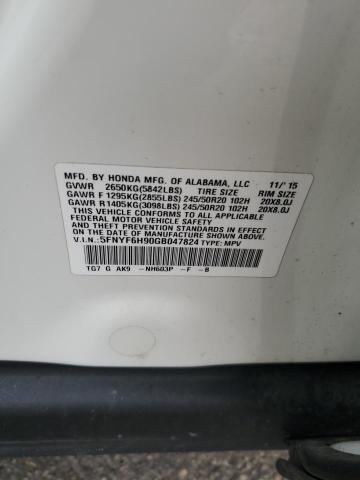 MFD. BY HONDA MFG. OF ALABAMA, LLC 11/'15
GVWR 2650KG(5842LBS) TIRE SIZE RIM SIZE
GAWR F 1295KG(2855LBS) 245/50R20 102H 20X8.0J
GAWR R 1405KG(3098LBS) 245/50R20 102H 20X8.0J
THIS VEHICLE CONFORMS TO ALL APPLICABLE
FEDERAL MOTOR VEHICLE SAFETY
STANDARDS AND THEFT PREVENTION
STANDARDS IN EFFECT ON THE DATE OF
MANUFACTURE SHOWN ABOVE.
V.I.N.:5FNYF6H90GB047824 TYPE: MPV
TG7 G AK9 -NH603P -F -B